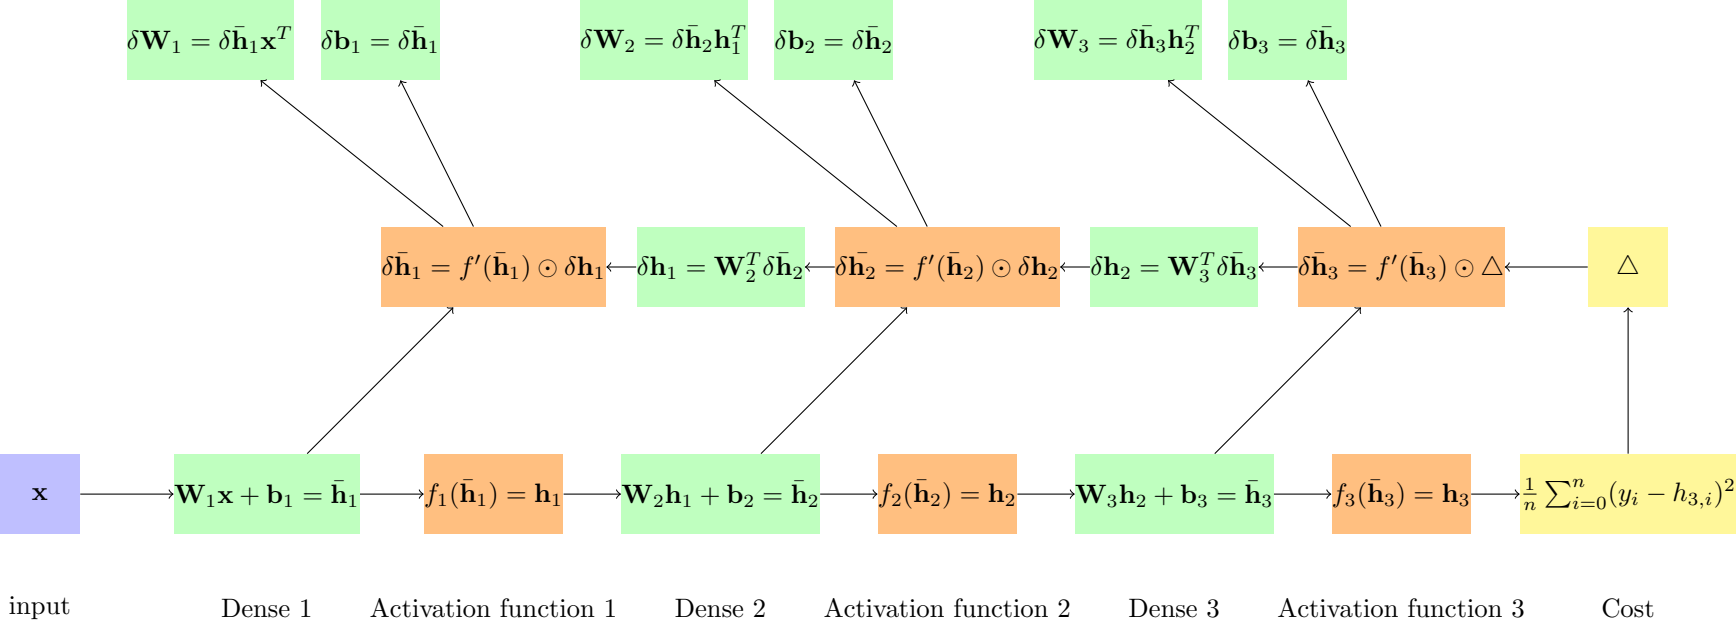 δW₁ = δh̄₁xᵀ δb₁ = δh̄₁ δW₂ = δh̄₂h₁ᵀ δb₂ = δh̄₂ δW₃ = δh̄₃h₂ᵀ δb₃ = δh̄₃
δh̄₁ = f′(h̄₁) ⊙ δh₁ δh₁ = W₂ᵀδh̄₂ δh̄₂ = f′(h̄₂) ⊙ δh₂ δh₂ = W₃ᵀδh̄₃ δh̄₃ = f′(h̄₃) ⊙ △ △
x W₁x + b₁ = h̄₁ f₁(h̄₁) = h₁ W₂h₁ + b₂ = h̄₂ f₂(h̄₂) = h₂ W₃h₂ + b₃ = h̄₃ f₃(h̄₃) = h₃ 1/n ∑ⁿᵢ₌₀(yᵢ − h₃,ᵢ)²
input Dense 1 Activation function 1 Dense 2 Activation function 2 Dense 3 Activation function 3 Cost